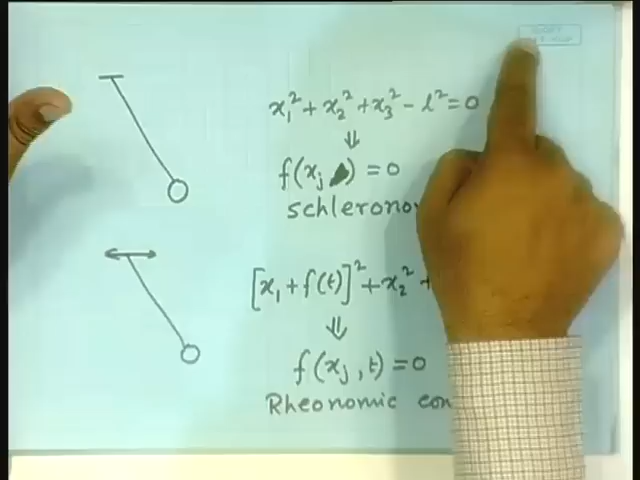 x₁² + x₂² + x₃² - l² = 0
⇓
f(xⱼ ) = 0
schlerono
[x₁ + f(t)]² + x₂² +
⇓
f(xⱼ, t) = 0
Rheonomic con